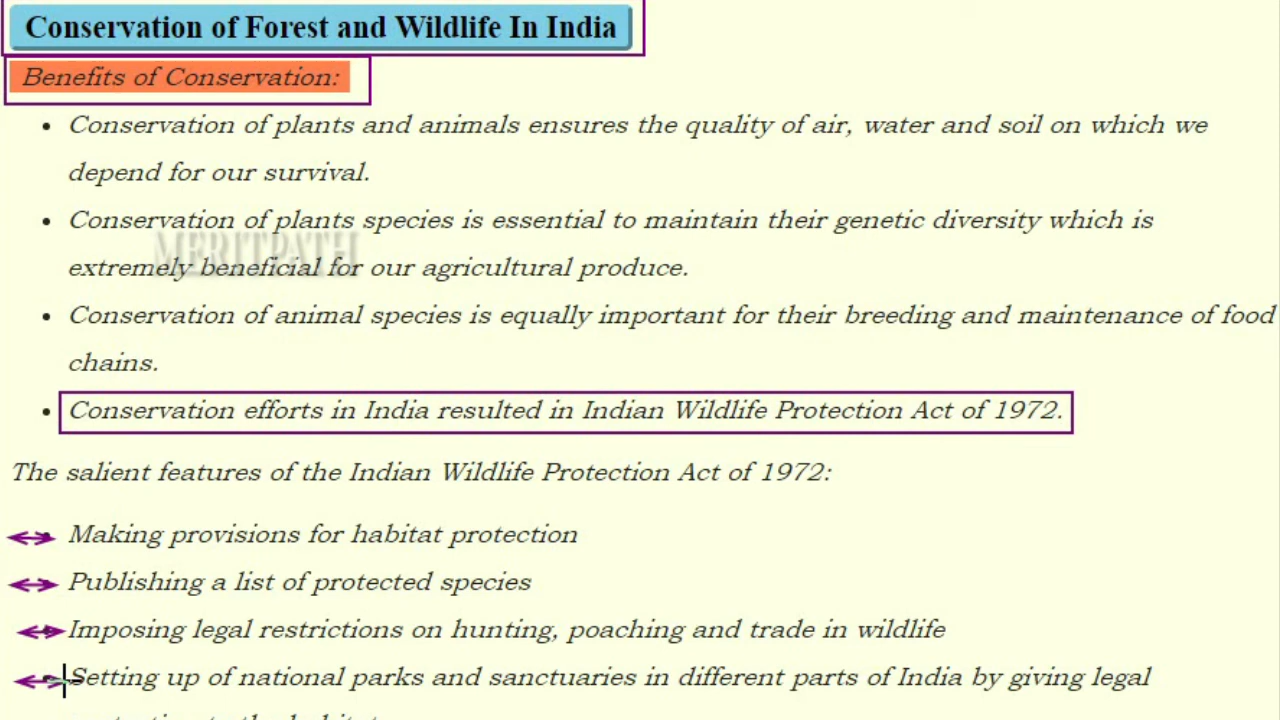 Conservation of Forest and Wildlife In India
Benefits of Conservation:
• Conservation of plants and animals ensures the quality of air, water and soil on which we
depend for our survival.
• Conservation of plants species is essential to maintain their genetic diversity which is
MERITPATH
extremely beneficial for our agricultural produce.
• Conservation of animal species is equally important for their breeding and maintenance of food
chains.
• Conservation efforts in India resulted in Indian Wildlife Protection Act of 1972.
The salient features of the Indian Wildlife Protection Act of 1972:
Making provisions for habitat protection
Publishing a list of protected species
Imposing legal restrictions on hunting, poaching and trade in wildlife
Setting up of national parks and sanctuaries in different parts of India by giving legal